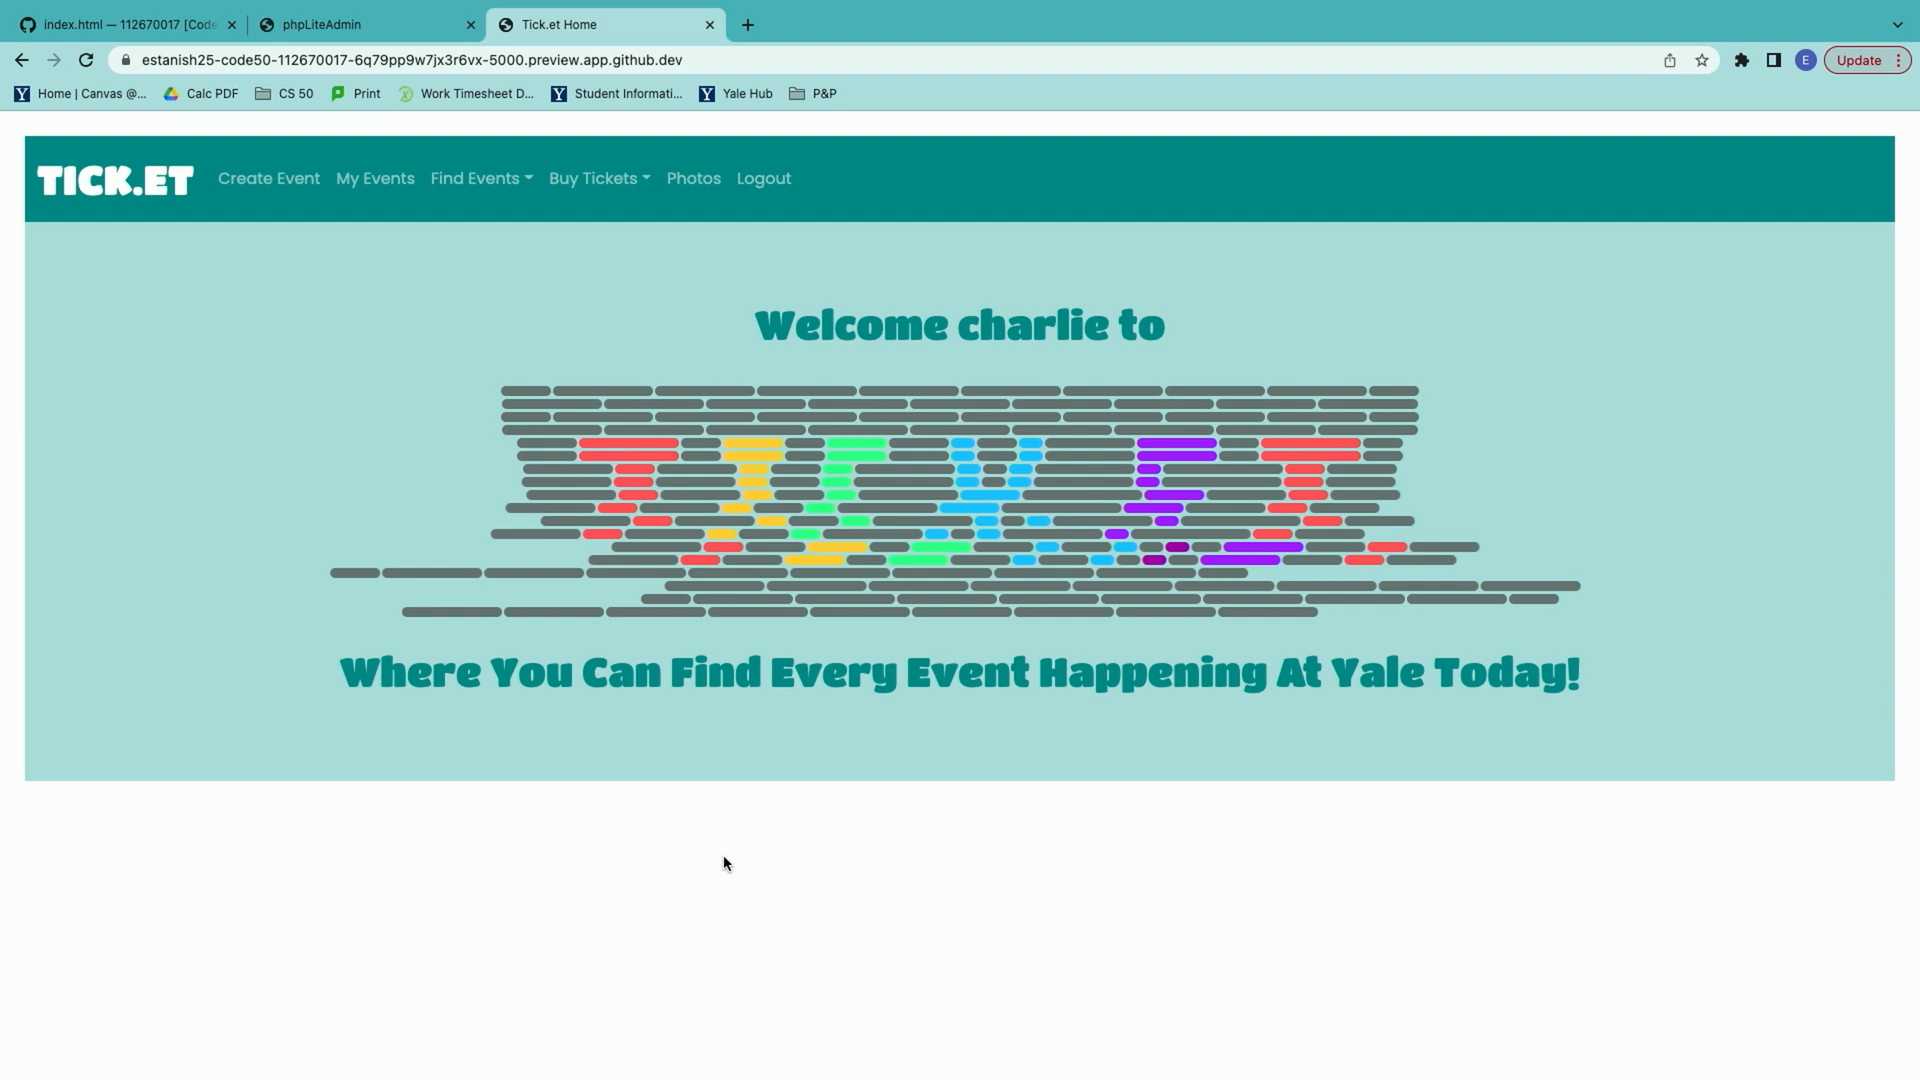 index.html — 112670017 [Code
phpLiteAdmin
Tick.et Home
estanish25-code50-112670017-6q79pp9w7jx3r6vx-5000.preview.app.github.dev
E
Update
Home | Canvas @...
Calc PDF
CS 50
Print
Work Timesheet D...
Student Informati...
Yale Hub
P&P
TICK.ET
Create Event
My Events
Find Events
Buy Tickets
Photos
Logout
Welcome charlie to
TICK.ET
Where You Can Find Every Event Happening At Yale Today!